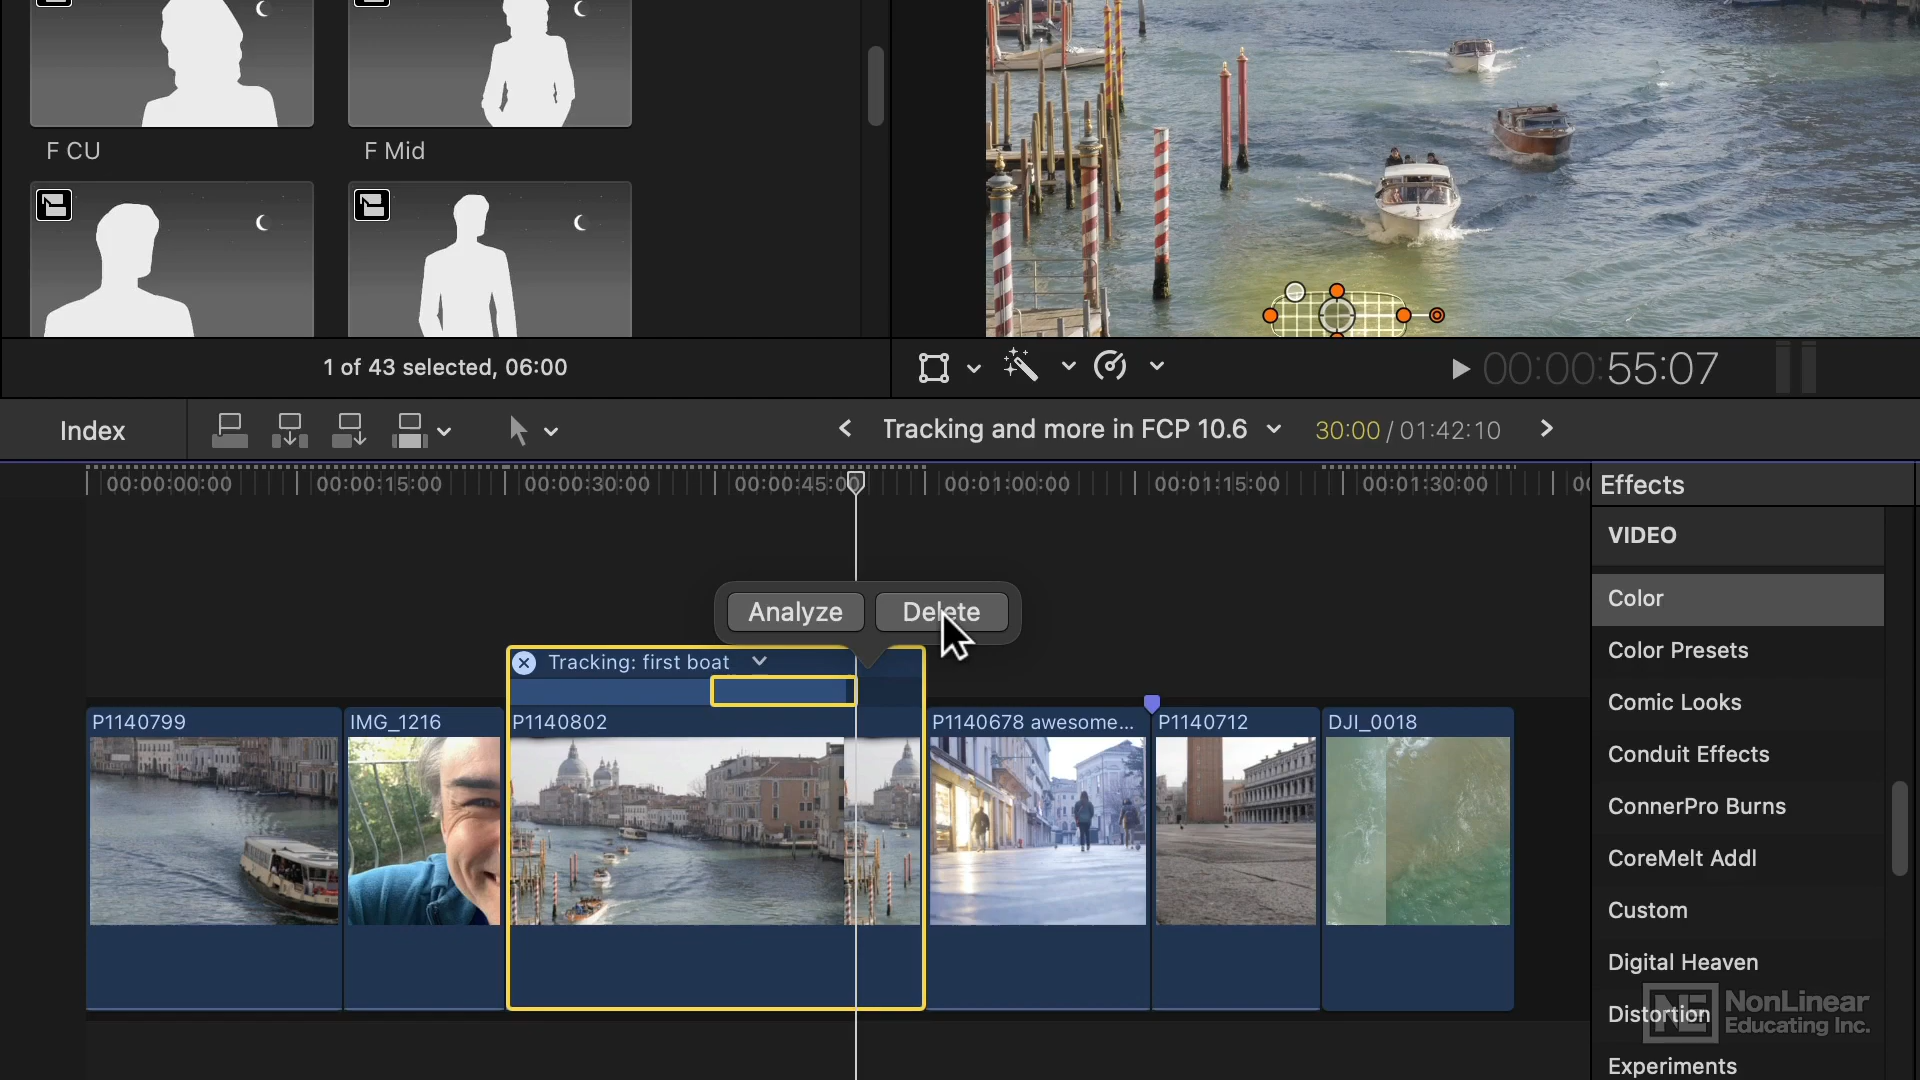 F CU
F Mid
1 of 43 selected, 06:00
00:00:00:55:07
Index
Tracking and more in FCP 10.6
30:00 / 01:42:10
00:00:00:00
00:00:15:00
00:00:30:00
00:00:45:00
00:01:00:00
00:01:15:00
00:01:30:00
Effects
VIDEO
Color
Color Presets
Comic Looks
Conduit Effects
ConnerPro Burns
CoreMelt Addl
Custom
Digital Heaven
Distortion
Experiments
Analyze
Delete
Tracking: first boat
P1140799
IMG_1216
P1140802
P1140678 awesome...
P1140712
DJI_0018
NE NonLinear
Educating Inc.